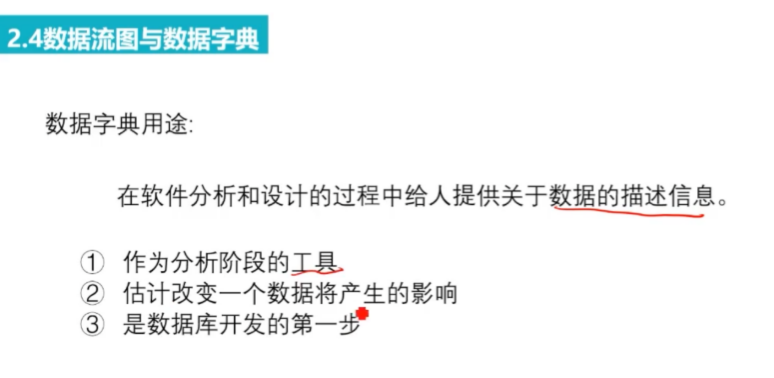 2.4数据流图与数据字典
数据字典用途:
在软件分析和设计的过程中给人提供关于数据的描述信息。
① 作为分析阶段的工具
② 估计改变一个数据将产生的影响
③ 是数据库开发的第一步